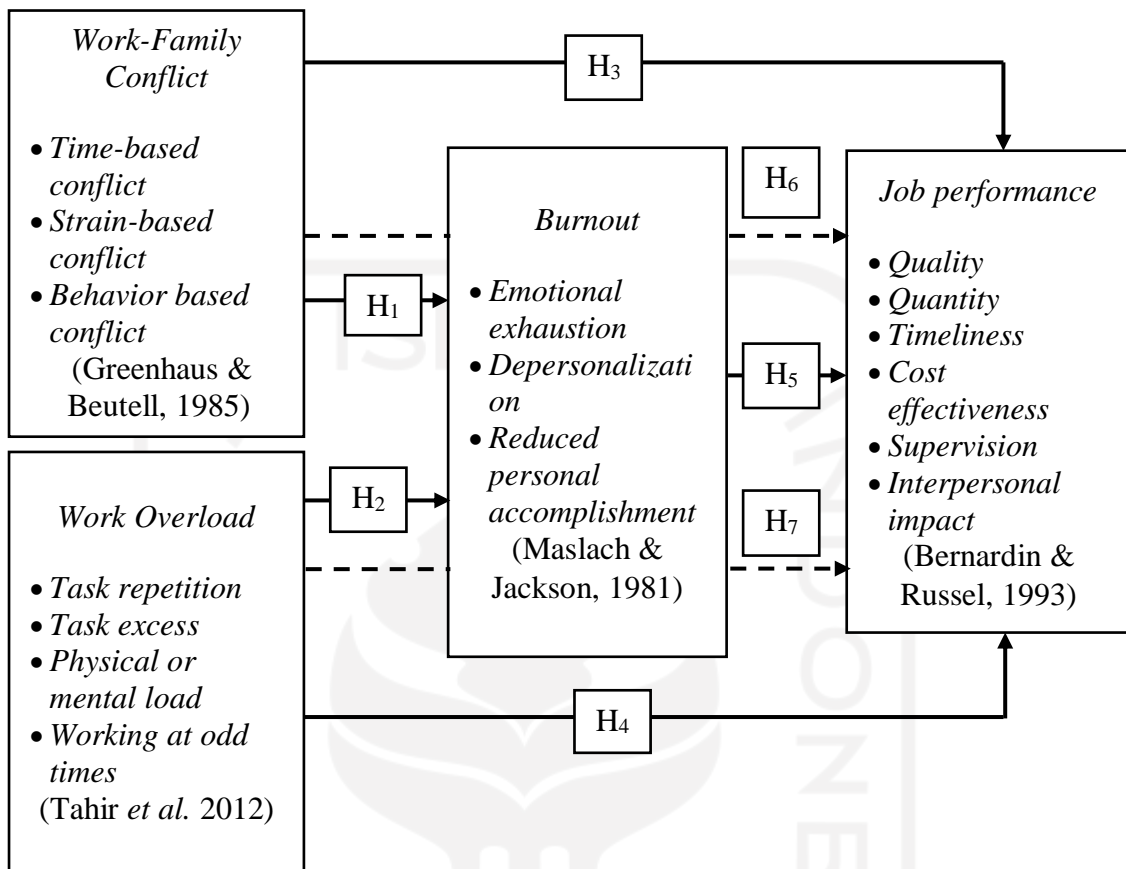 Work-Family
Conflict
• Time-based
conflict
• Strain-based
conflict
• Behavior based
conflict
(Greenhaus &
Beutell, 1985)
Work Overload
• Task repetition
• Task excess
• Physical or
mental load
• Working at odd
times
(Tahir et al. 2012)
H3
H1
H2
H4
Burnout
• Emotional
exhaustion
• Depersonalizati
on
• Reduced
personal
accomplishment
(Maslach &
Jackson, 1981)
H6
H5
H7
Job performance
• Quality
• Quantity
• Timeliness
• Cost
effectiveness
• Supervision
• Interpersonal
impact
(Bernardin &
Russel, 1993)